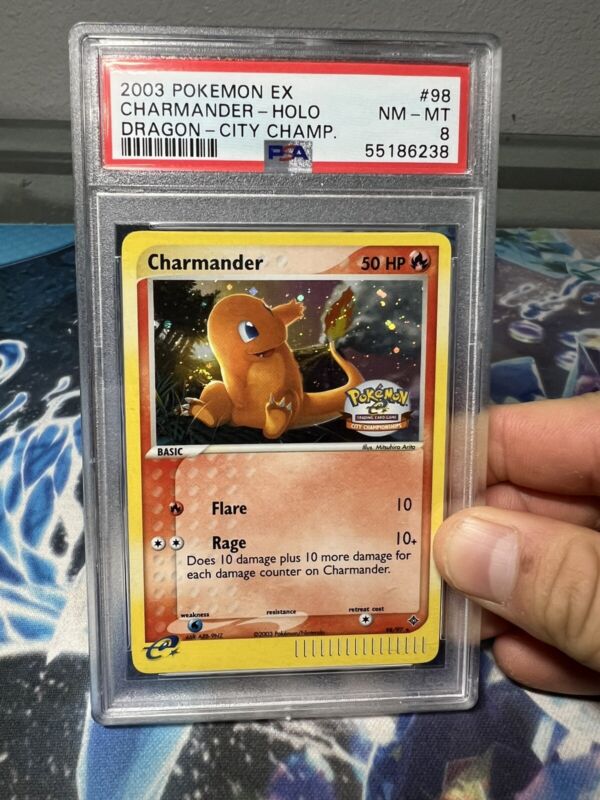 2003 POKEMON EX #98
CHARMANDER - HOLO NM - MT
DRAGON - CITY CHAMP. 8
PSA 55186238
Charmander 50 HP
Pokémon
TRADING CARD GAME
CITY CHAMPIONSHIPS
BASIC Illus. Mitsuhiro Arita
Flare 10
Rage 10+
Does 10 damage plus 10 more damage for
each damage counter on Charmander.
weakness resistance retreat cost
©2003 Pokémon/Nintendo 98/97
e